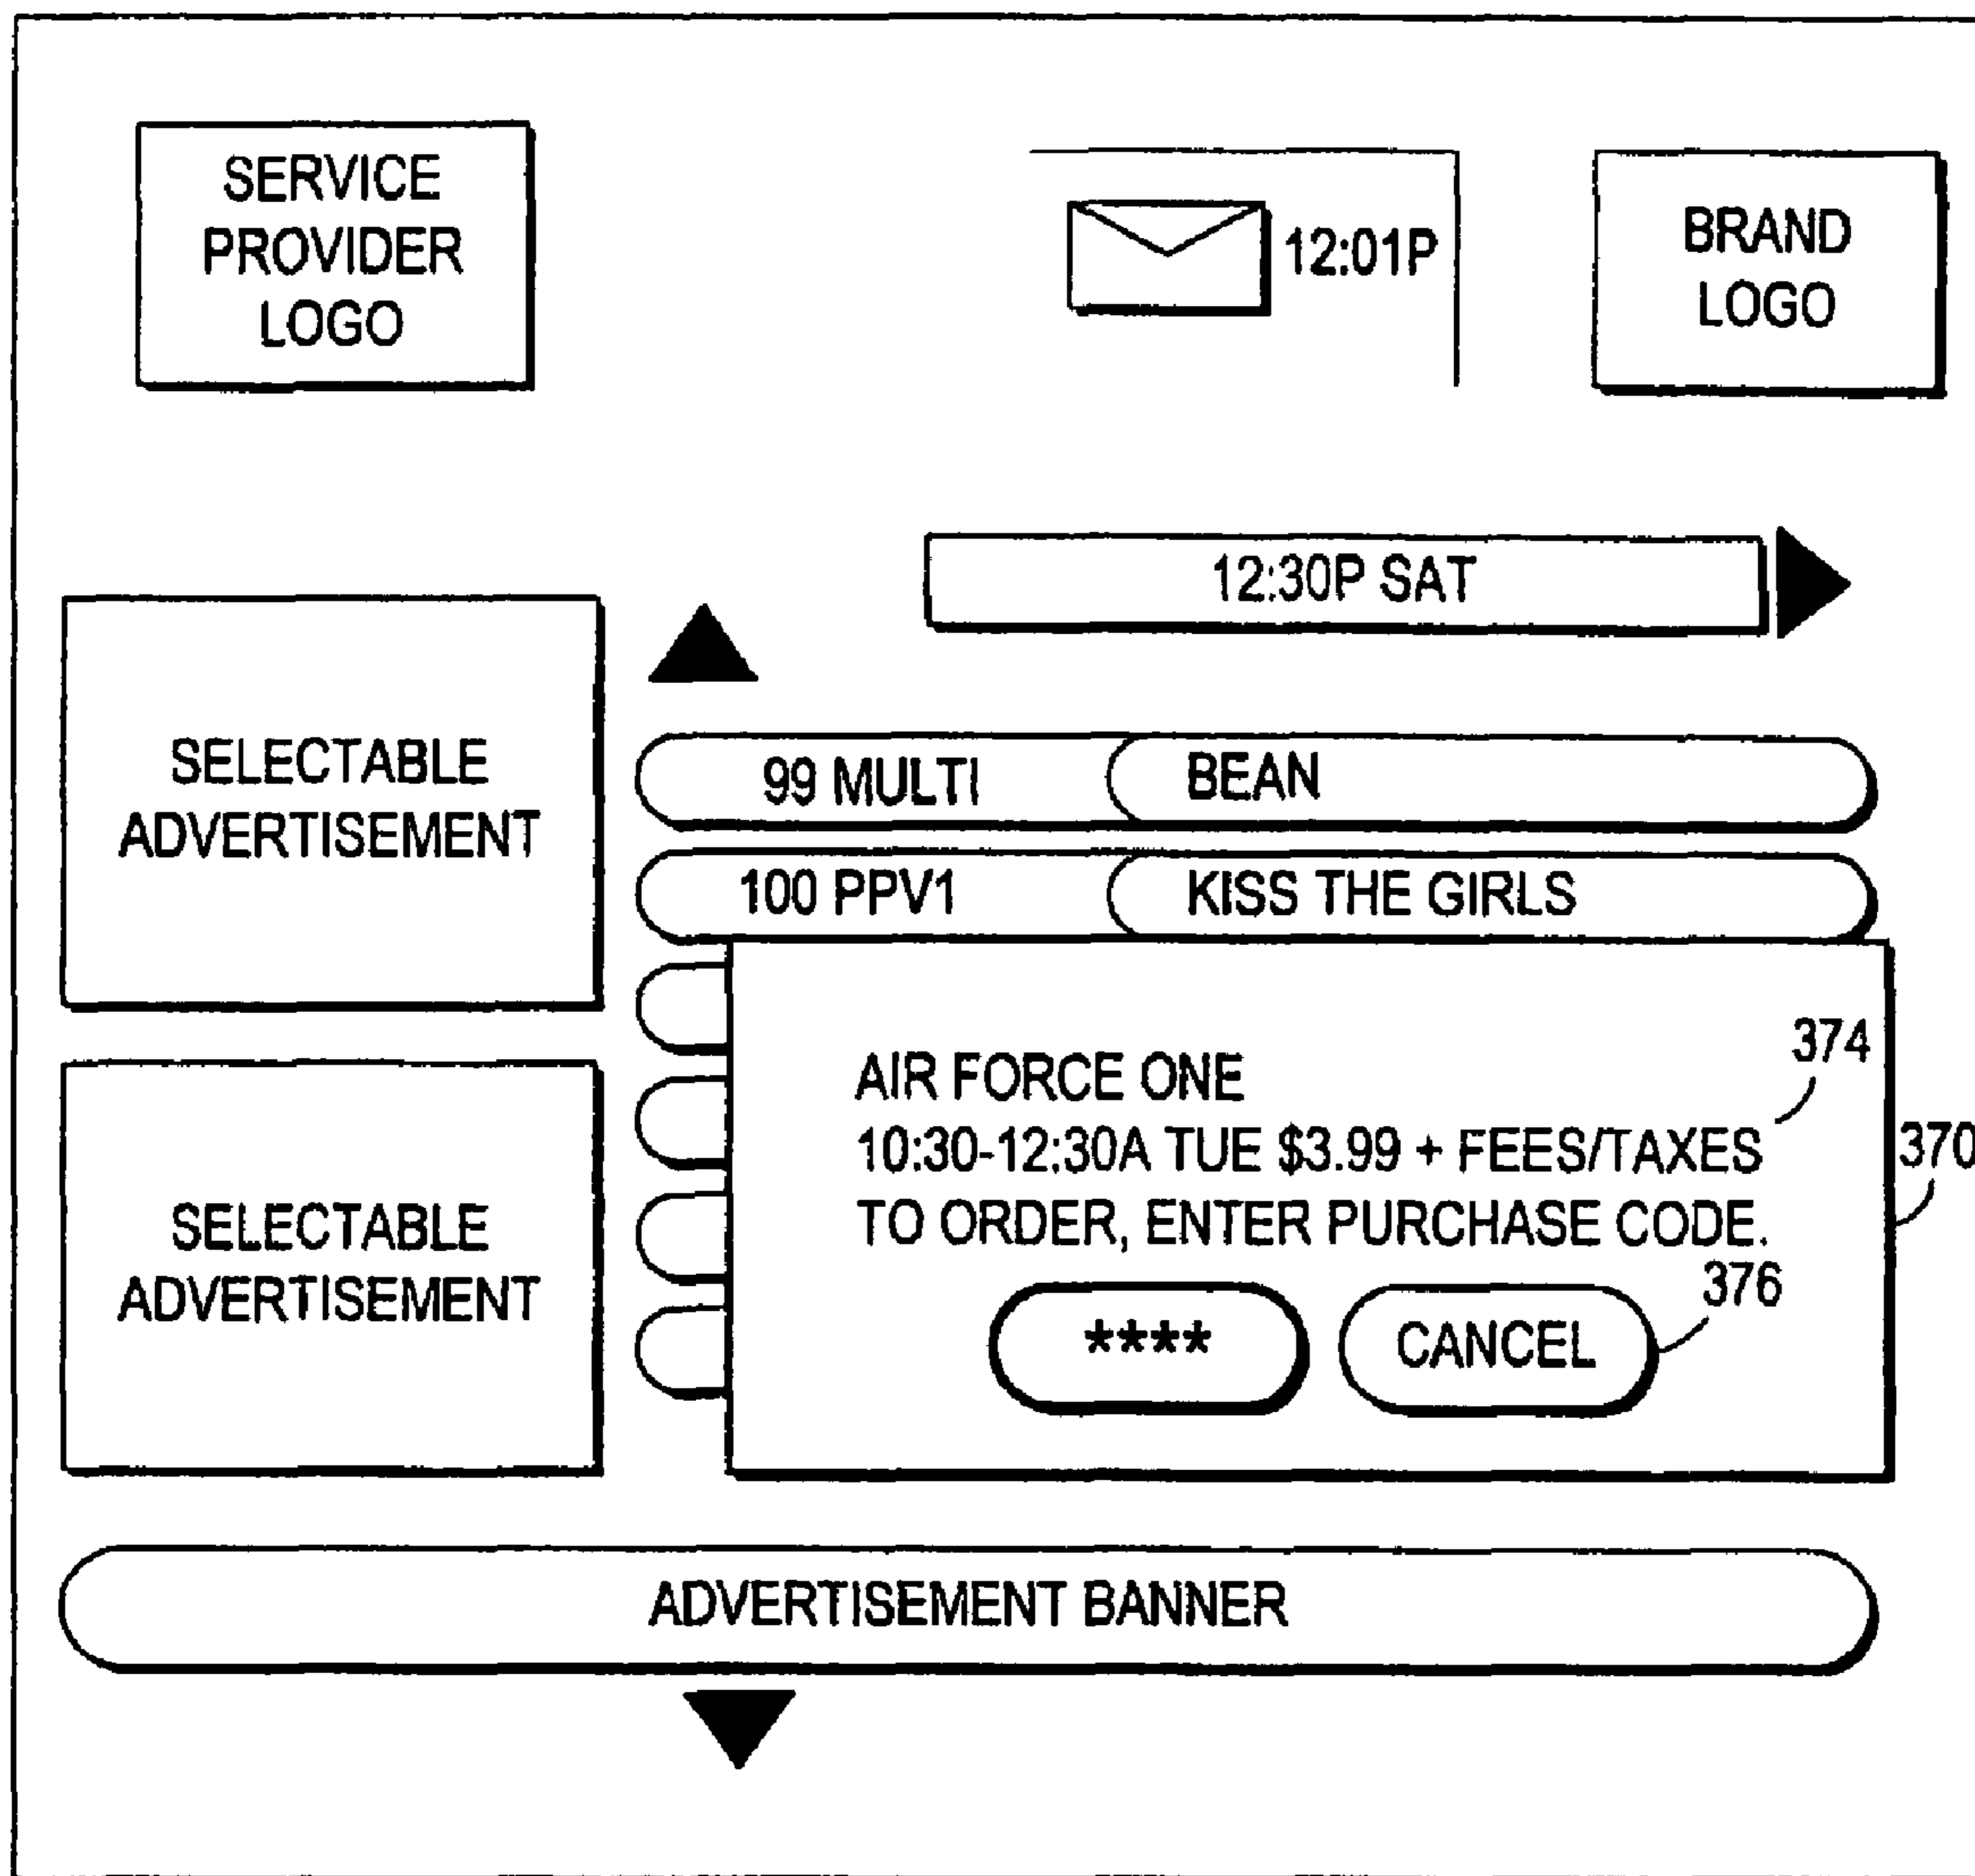 SERVICE
PROVIDER
LOGO
12:01P
BRAND
LOGO
12:30P SAT
SELECTABLE
ADVERTISEMENT
99 MULTI BEAN
100 PPV1 KISS THE GIRLS
374
AIR FORCE ONE
10:30-12:30A TUE $3.99 + FEES/TAXES
370
TO ORDER, ENTER PURCHASE CODE.
376
**** CANCEL
SELECTABLE
ADVERTISEMENT
ADVERTISEMENT BANNER